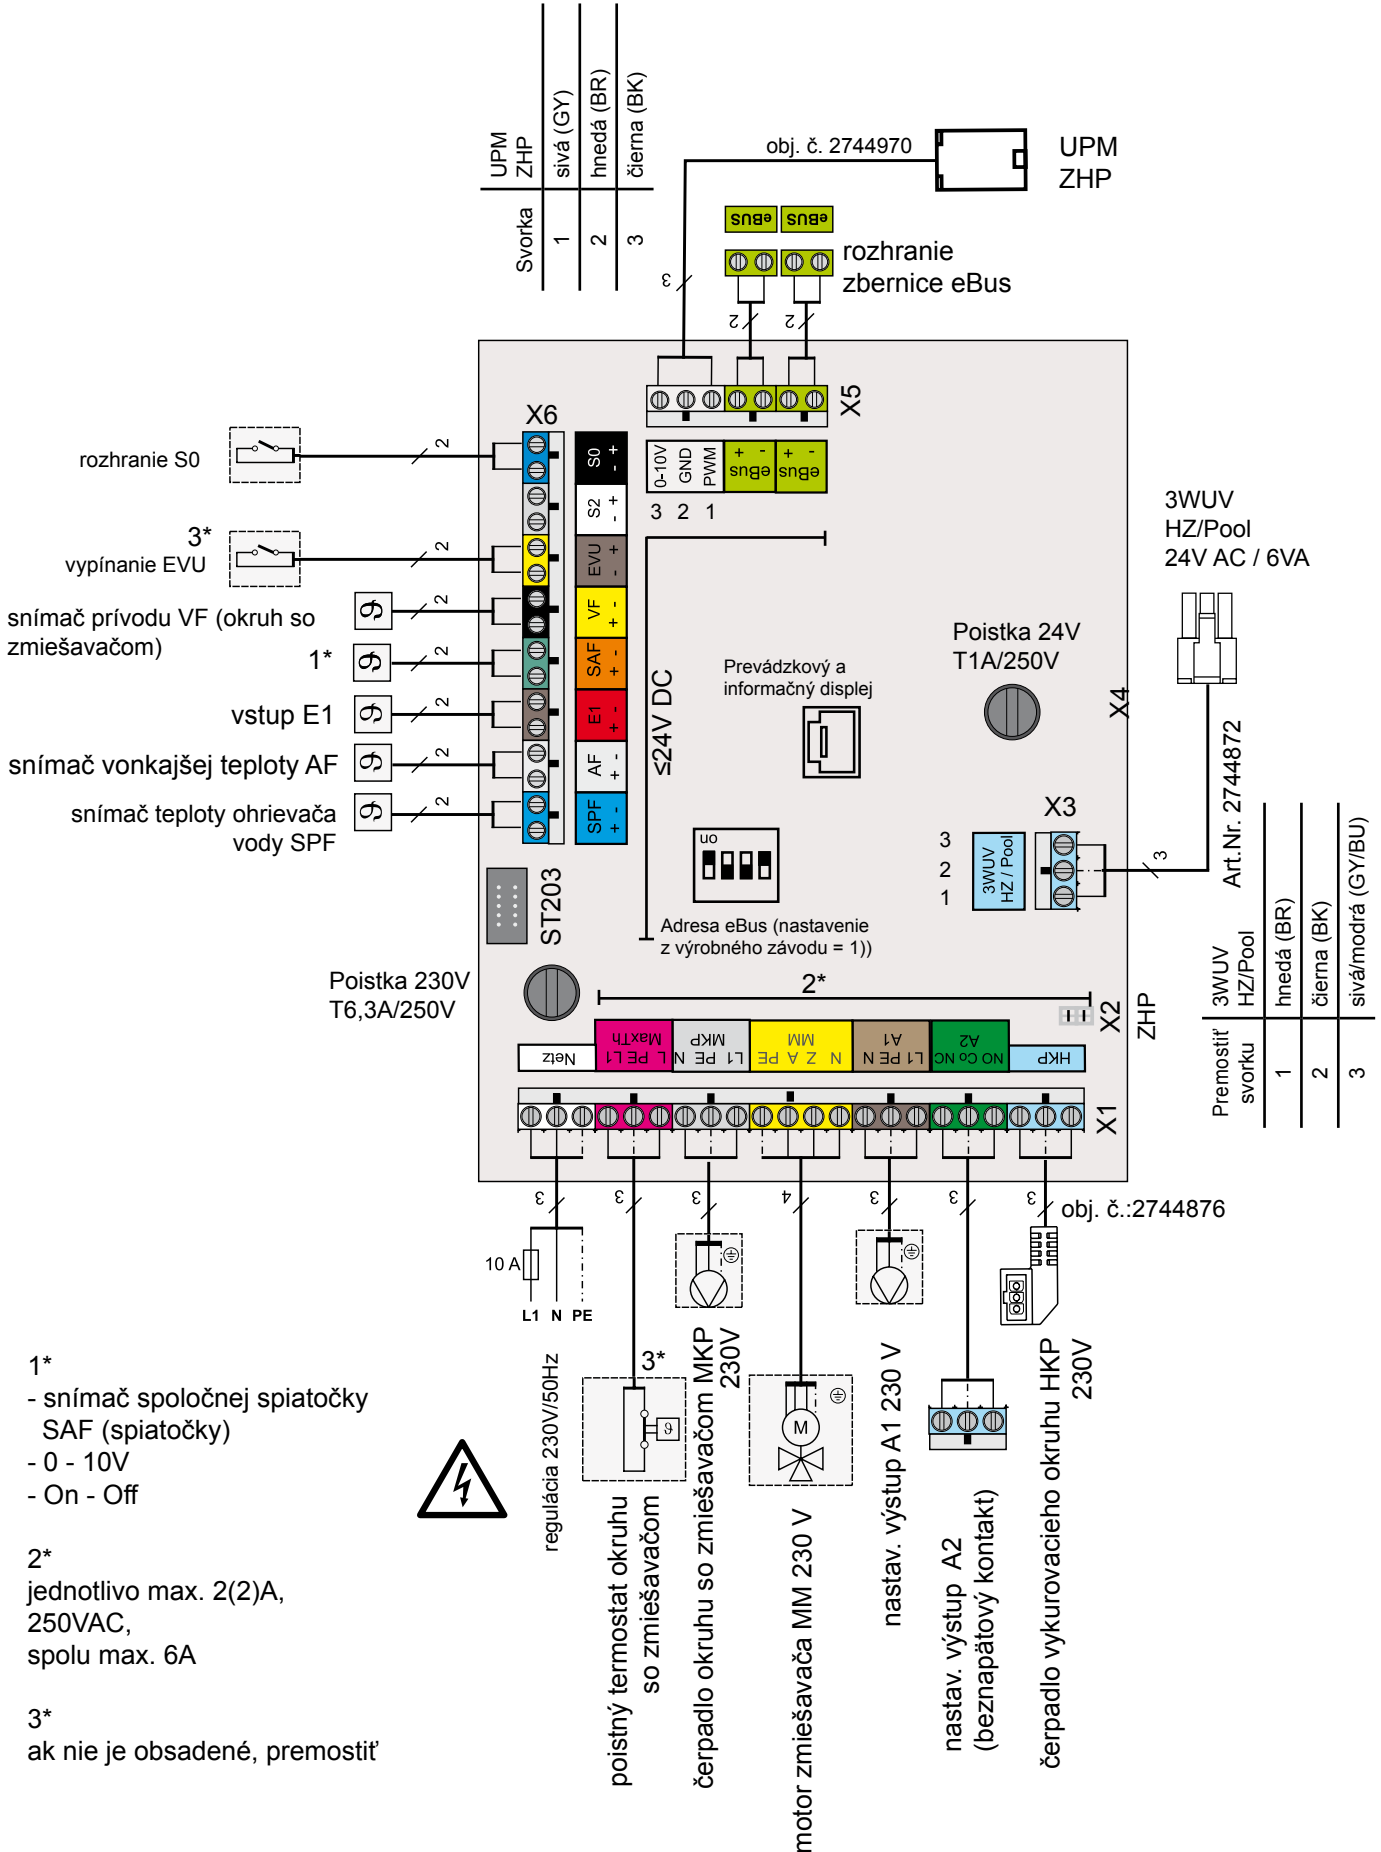 Svorka UPM ZHP
1 sivá (GY)
2 hnedá (BR)
3 čierna (BK)
obj. č. 2744970
UPM
ZHP
eBUS eBUS
rozhranie
zbernice eBus
3
2 2
X5
X6
0-10V
GND
PWM
+ -
eBus
+ -
eBus
3 2 1
rozhranie S0
2
S0
- +
S2
- +
3*
vypínanie EVU
2
EVU
- +
snímač prívodu VF (okruh so
zmiešavačom)
2
VF
+ -
1*
2
SAF
+ -
vstup E1
2
E1
+ -
snímač vonkajšej teploty AF
2
AF
+ -
snímač teploty ohrievača
vody SPF
2
SPF
+ -
≤24V DC
Prevádzkový a
informačný displej
Poistka 24V
T1A/250V
X4
3WUV
HZ/Pool
24V AC / 6VA
Art.Nr. 2744872
X3
3
2
1
3WUV
HZ / Pool
3
on
Adresa eBus (nastavenie
z výrobného závodu = 1))
ST203
Poistka 230V
T6,3A/250V
2*
X2
ZHP
Premostiť svorku 3WUV HZ/Pool
1 hnedá (BR)
2 čierna (BK)
3 sivá/modrá (GY/BU)
Netz
MaxTh
L PE L1
MKP
L1 PE N
MM
N Z A PE
A1
L1 PE N
A2
NO Co NC
HKP
X1
3 3 3 4 3 3 3
obj. č.:2744876
10 A
L1 N PE
regulácia 230V/50Hz
3*
poistný termostat okruhu
so zmiešavačom
čerpadlo okruhu so zmiešavačom MKP
230V
M
motor zmiešavača MM 230 V
nastav. výstup A1 230 V
nastav. výstup A2
(beznapätový kontakt)
čerpadlo vykurovacieho okruhu HKP
230V
1*
- snímač spoločnej spiatočky
SAF (spiatočky)
- 0 - 10V
- On - Off
2*
jednotlivo max. 2(2)A,
250VAC,
spolu max. 6A
3*
ak nie je obsadené, premostiť